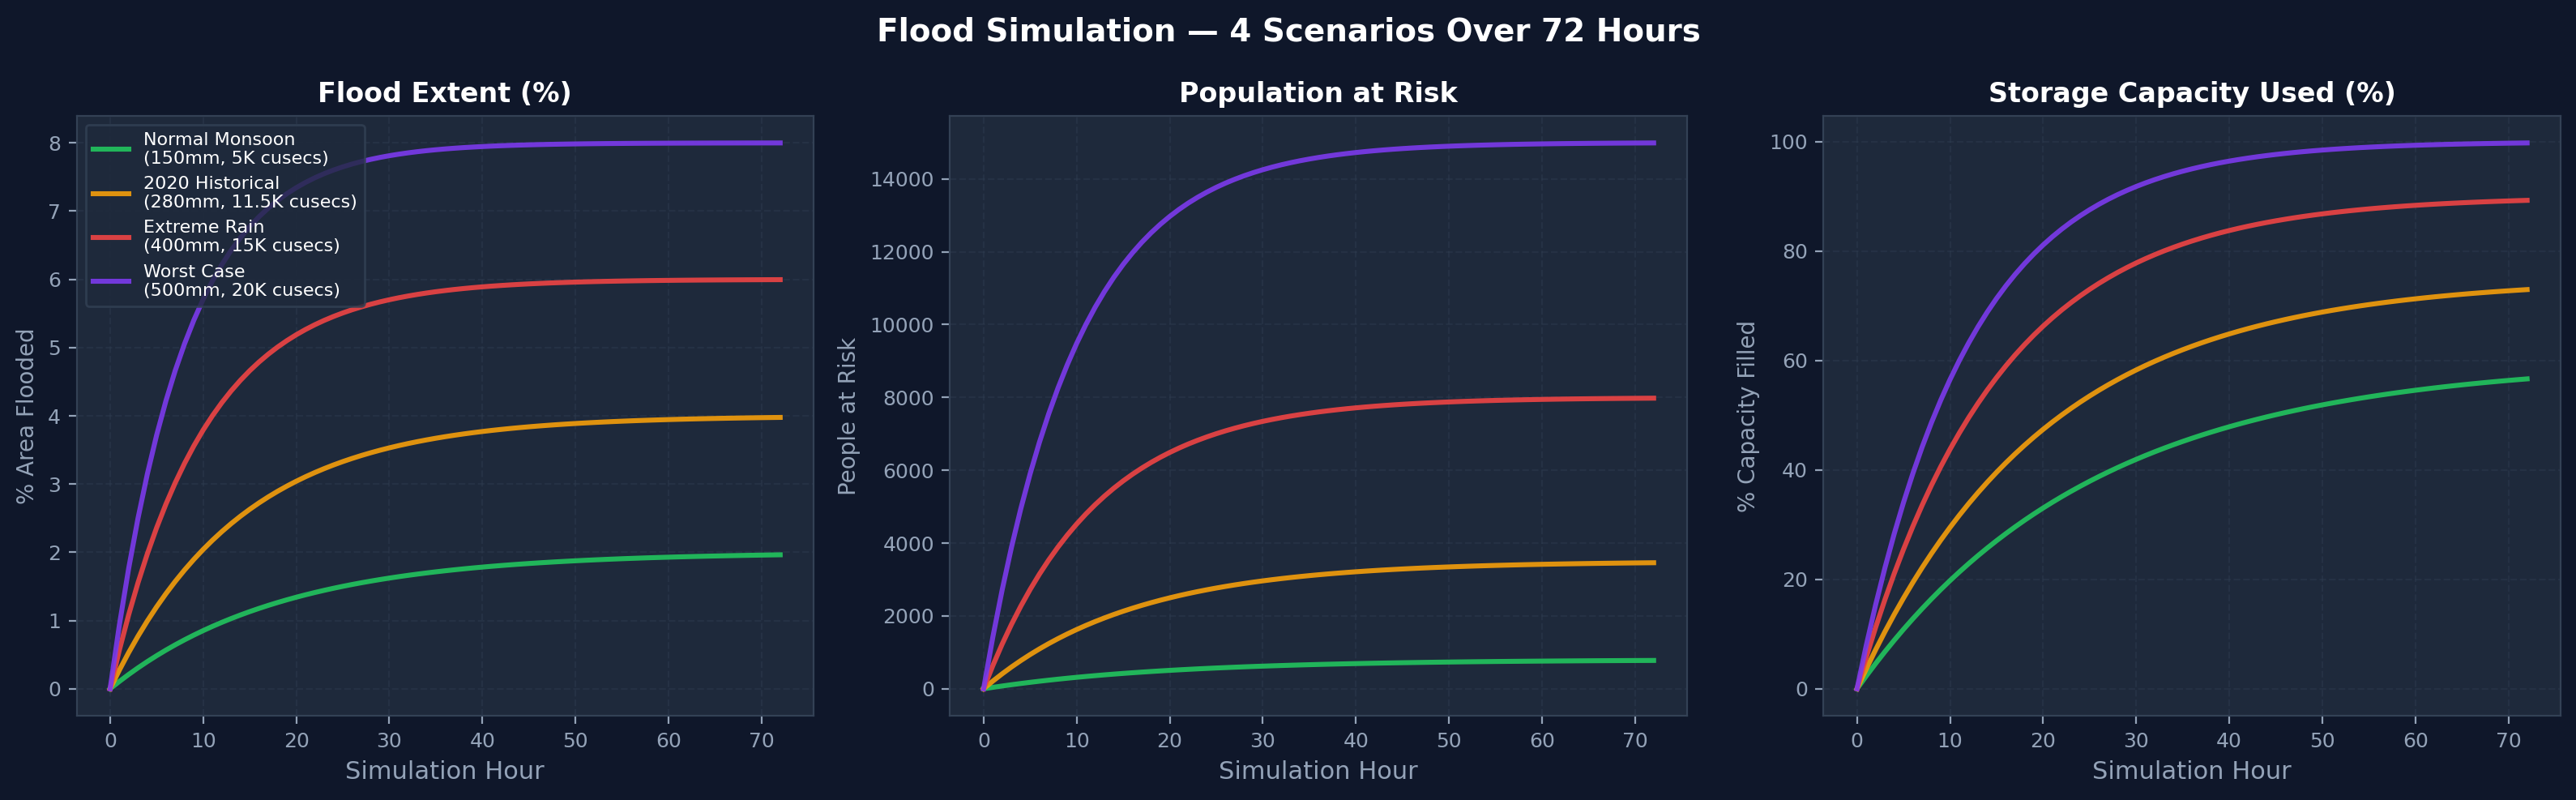 Flood Simulation — 4 Scenarios Over 72 Hours
Flood Extent (%)
% Area Flooded
8
7
6
5
4
3
2
1
0
Normal Monsoon
(150mm, 5K cusecs)
2020 Historical
(280mm, 11.5K cusecs)
Extreme Rain
(400mm, 15K cusecs)
Worst Case
(500mm, 20K cusecs)
0 10 20 30 40 50 60 70
Simulation Hour
Population at Risk
People at Risk
14000
12000
10000
8000
6000
4000
2000
0
0 10 20 30 40 50 60 70
Simulation Hour
Storage Capacity Used (%)
% Capacity Filled
100
80
60
40
20
0
0 10 20 30 40 50 60 70
Simulation Hour